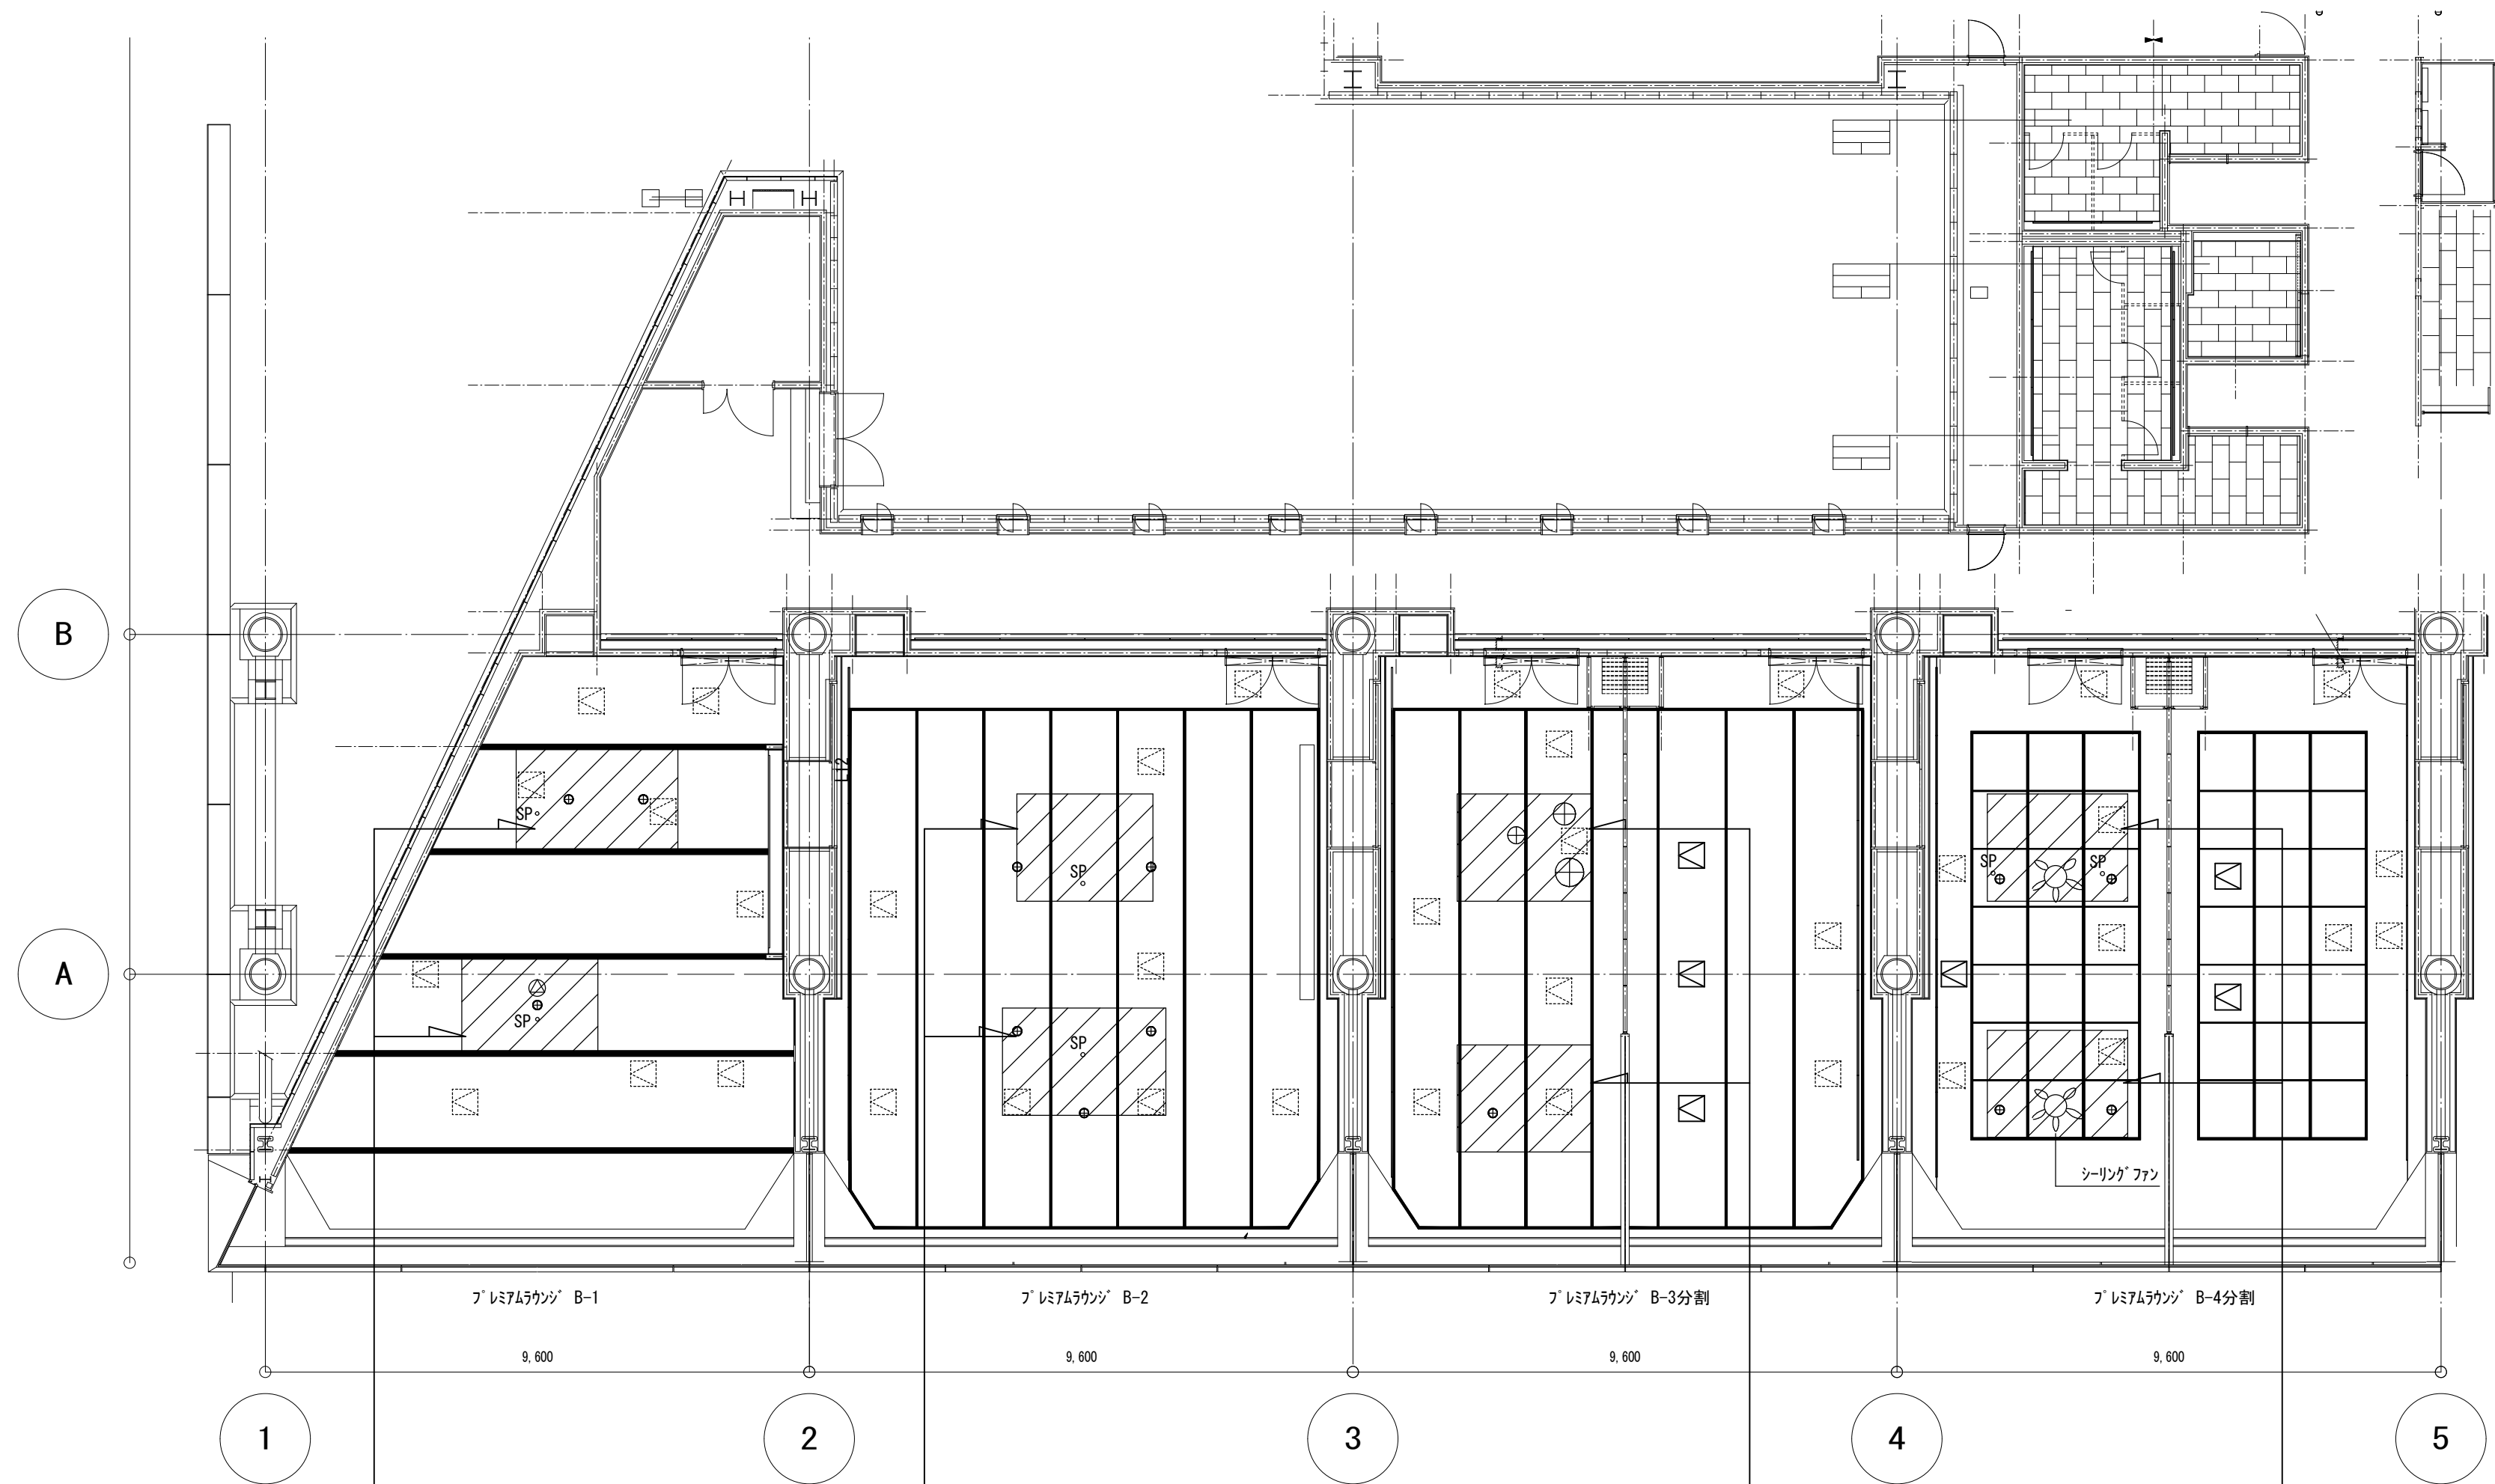 B
E12
SP
SP
SP
SP
A
SP
SP
シーリングファン
プレミアムラウンジ B-1
プレミアムラウンジ B-2
プレミアムラウンジ B-3分割
プレミアムラウンジ B-4分割
9,600
9,600
9,600
9,600
1
2
3
4
5